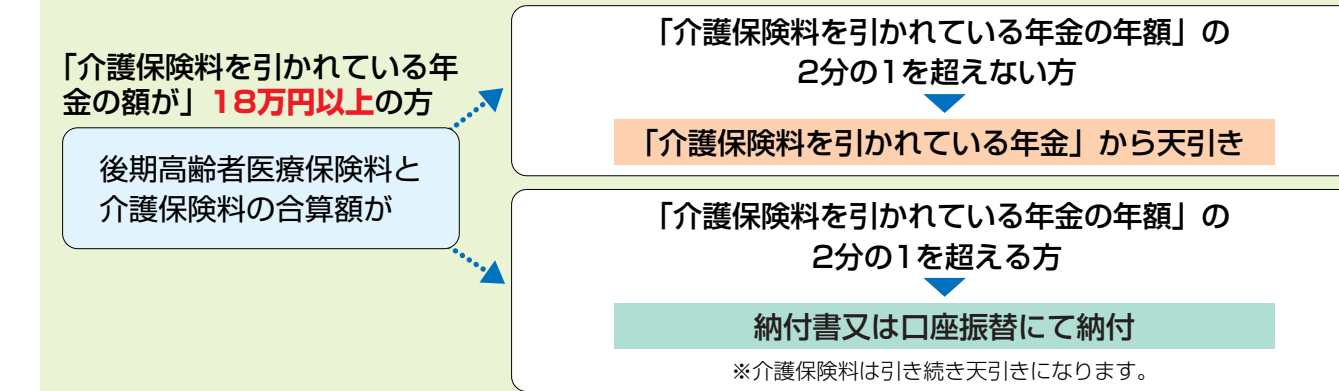 「介護保険料を引かれている年
金の額が」18万円以上の方
後期高齢者医療保険料と
介護保険料の合算額が
「介護保険料を引かれている年金の年額」の
2分の1を超えない方
「介護保険料を引かれている年金」から天引き
「介護保険料を引かれている年金の年額」の
2分の1を超える方
納付書又は口座振替にて納付
※介護保険料は引き続き天引きになります。